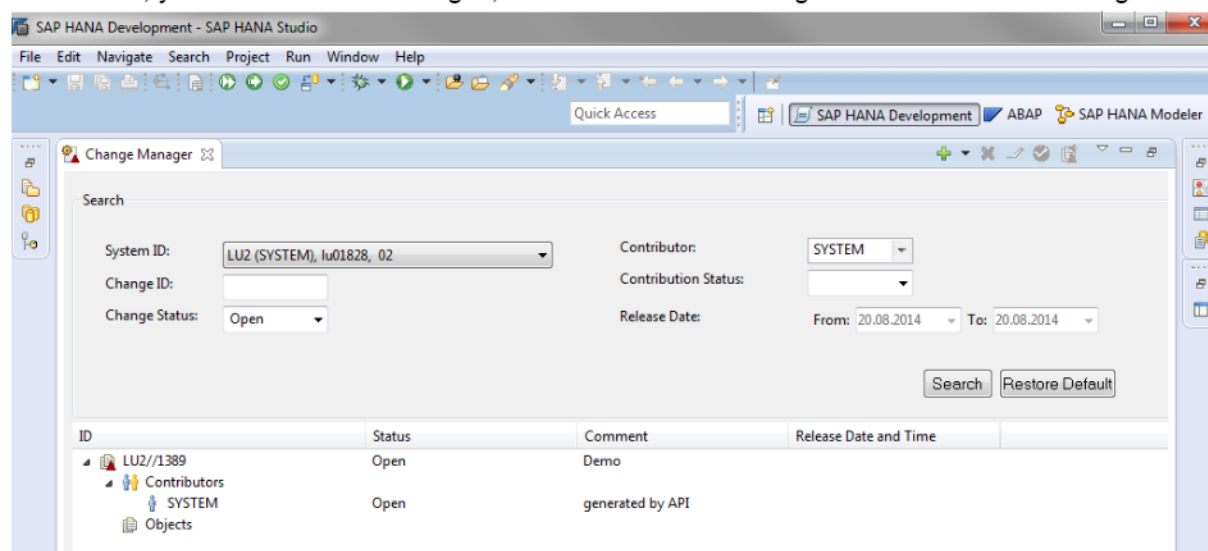 SAP HANA Development - SAP HANA Studio
File Edit Navigate Search Project Run Window Help
Quick Access
SAP HANA Development ABAP SAP HANA Modeler
Change Manager
Search
System ID: LU2 (SYSTEM), lu01828, 02 Contributor: SYSTEM
Change ID: Contribution Status:
Change Status: Open Release Date: From: 20.08.2014 To: 20.08.2014
Search Restore Default
ID Status Comment Release Date and Time
LU2//1389 Open Demo
Contributors
SYSTEM Open generated by API
Objects